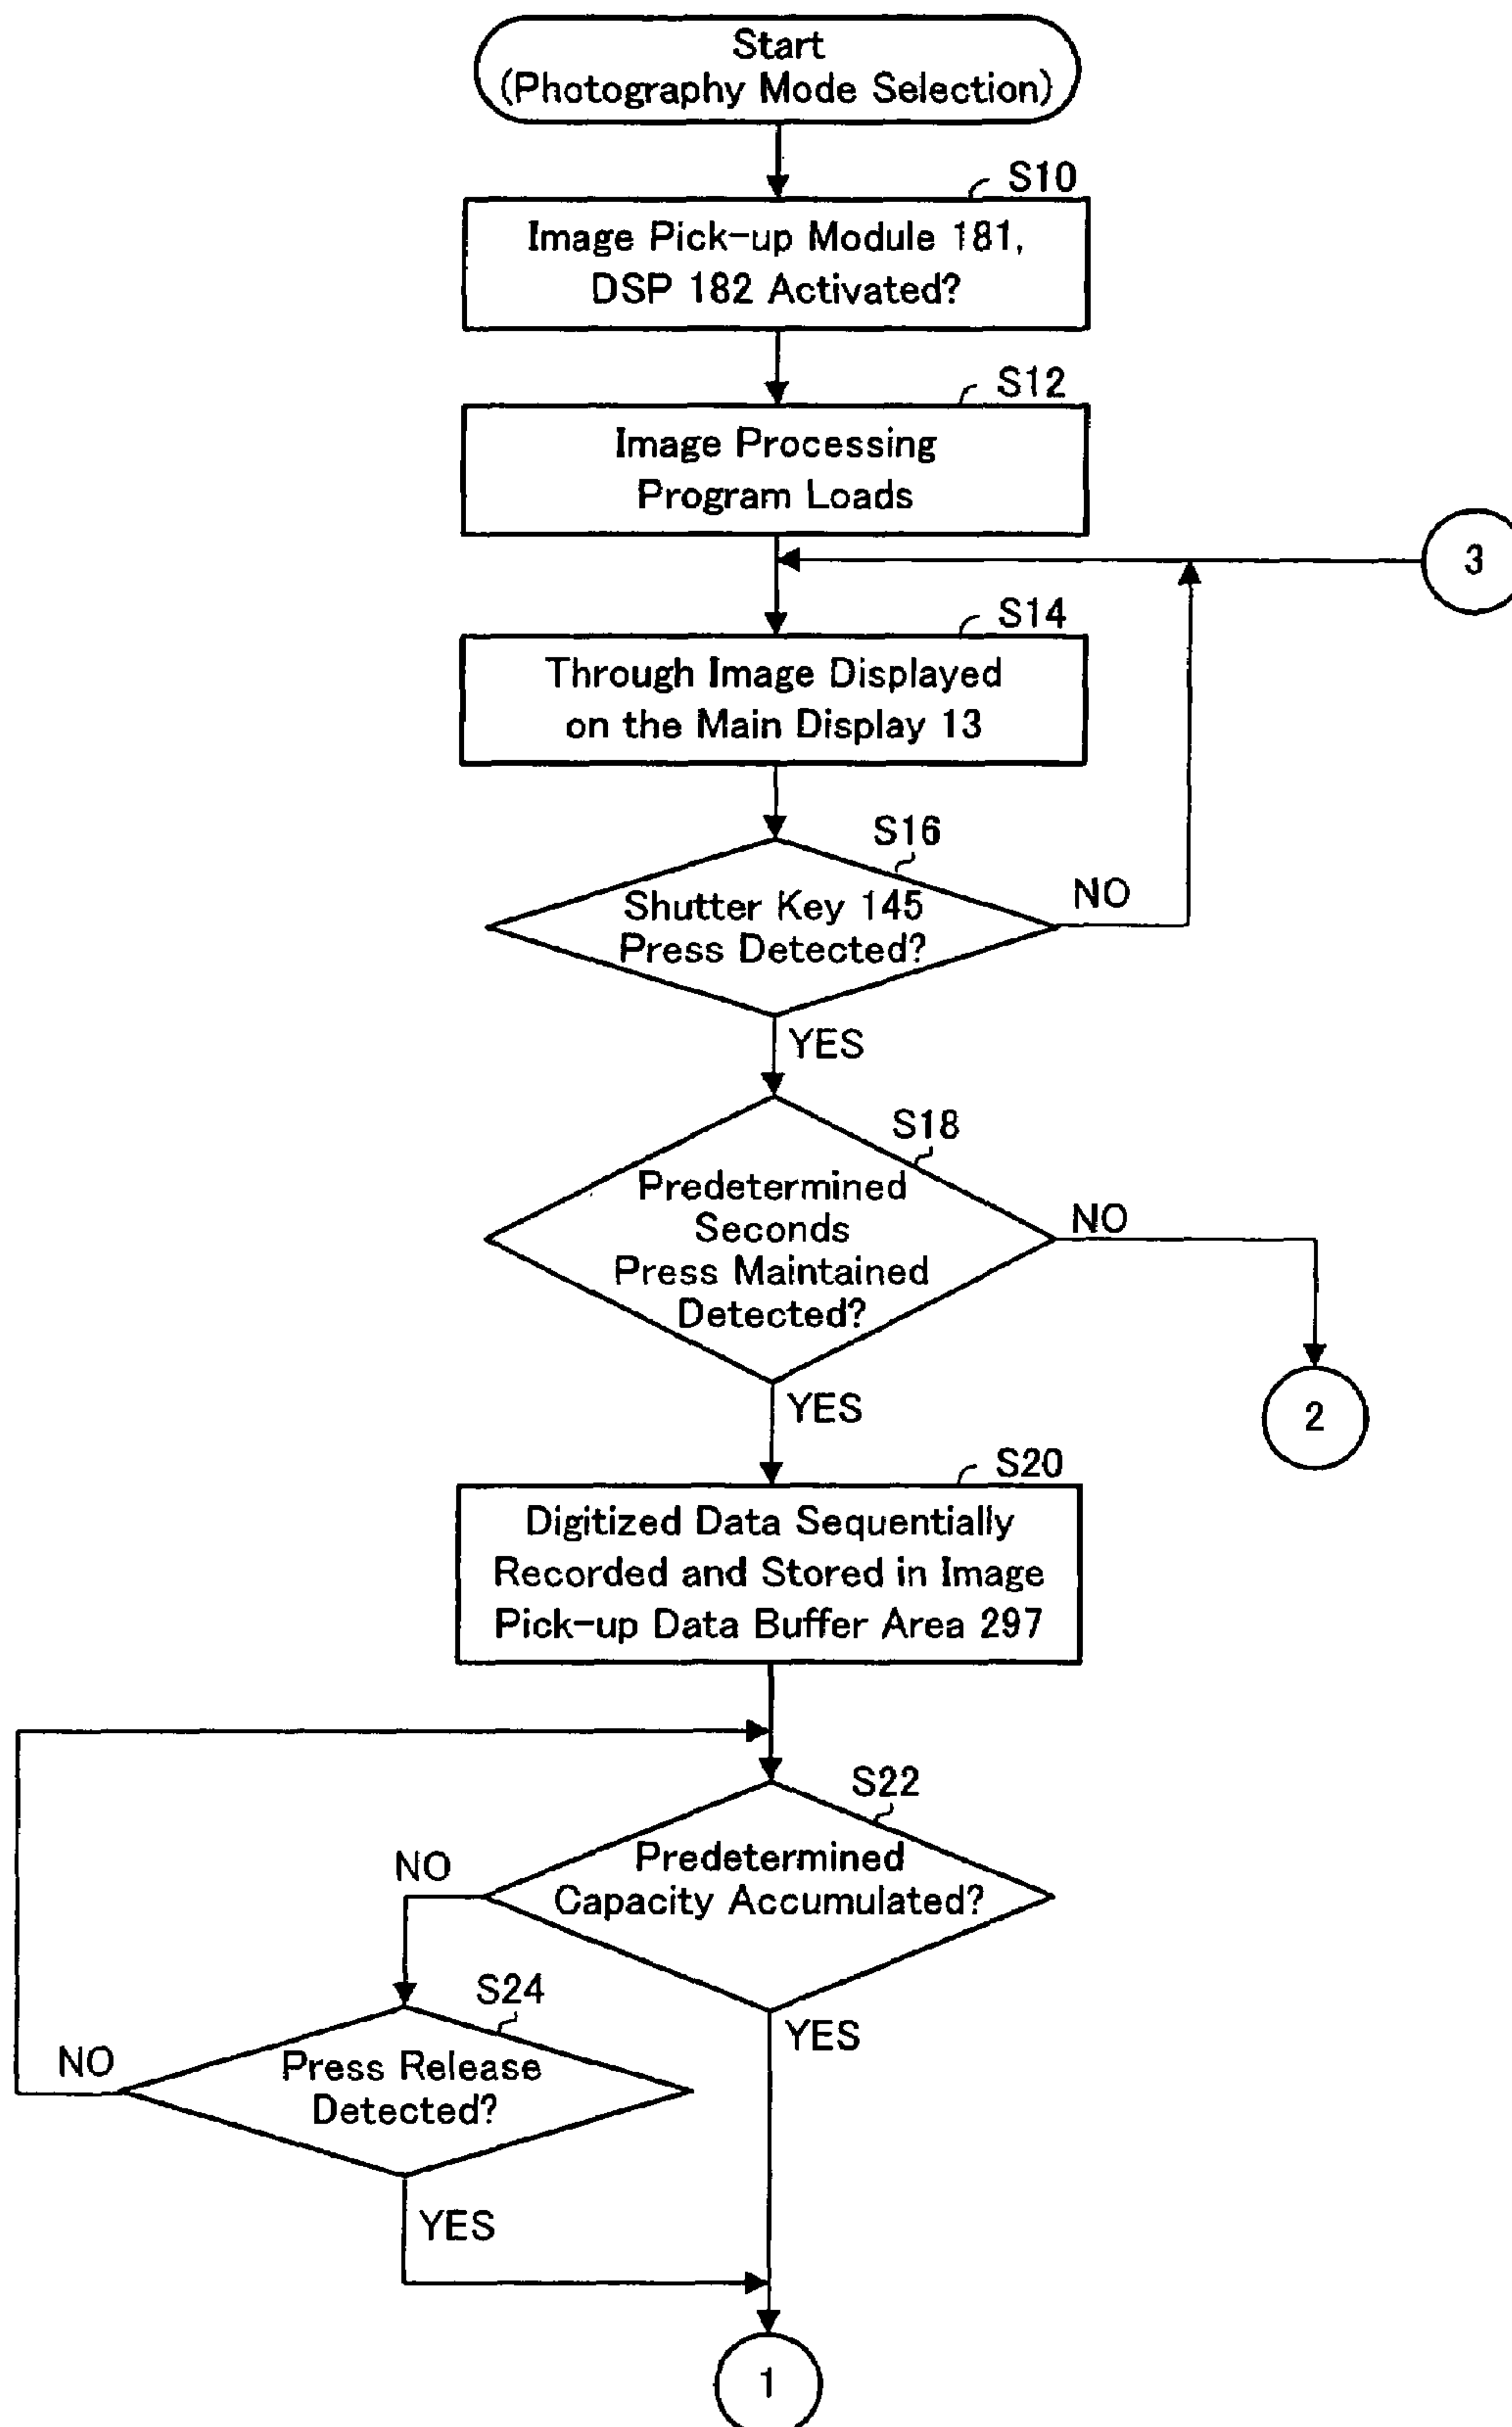 Start
(Photography Mode Selection)
S10
Image Pick-up Module 181,
DSP 182 Activated?
S12
Image Processing
Program Loads
3
S14
Through Image Displayed
on the Main Display 13
S16
Shutter Key 145
Press Detected?
NO
YES
S18
Predetermined
Seconds
Press Maintained
Detected?
NO
2
YES
S20
Digitized Data Sequentially
Recorded and Stored in Image
Pick-up Data Buffer Area 297
S22
Predetermined
Capacity Accumulated?
NO
YES
S24
Press Release
Detected?
NO
YES
1